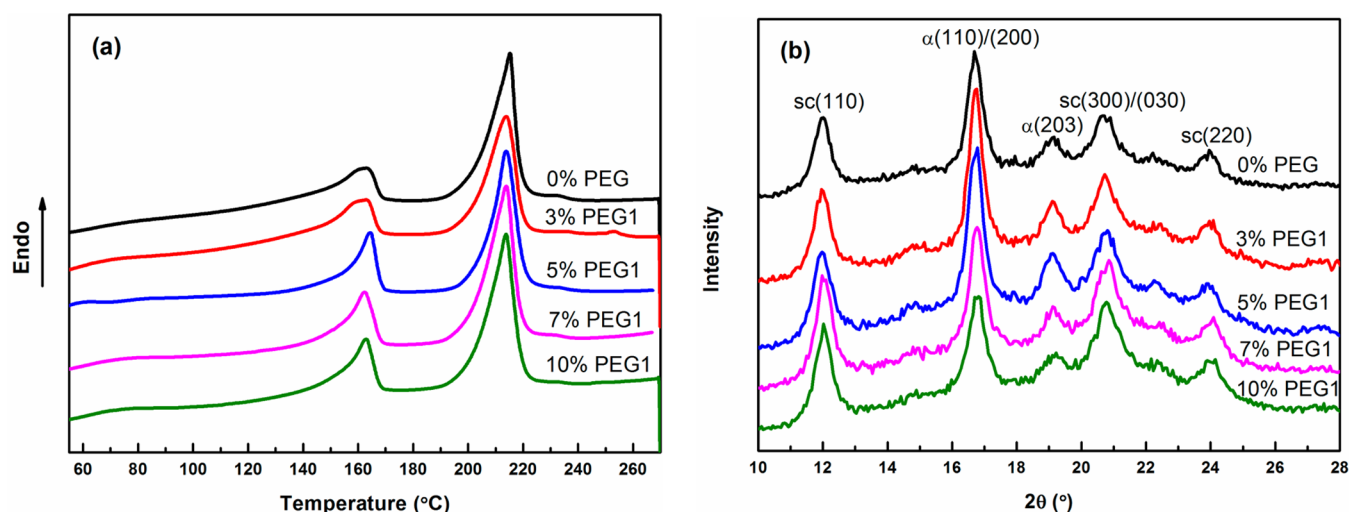 (a)
0% PEG
3% PEG1
5% PEG1
7% PEG1
10% PEG1
Endo
60 80 100 120 140 160 180 200 220 240 260
Temperature (°C)
(b)
α(110)/(200)
sc(110)
sc(300)/(030)
α(203)
sc(220)
0% PEG
3% PEG1
5% PEG1
7% PEG1
10% PEG1
Intensity
10 12 14 16 18 20 22 24 26 28
2θ (°)